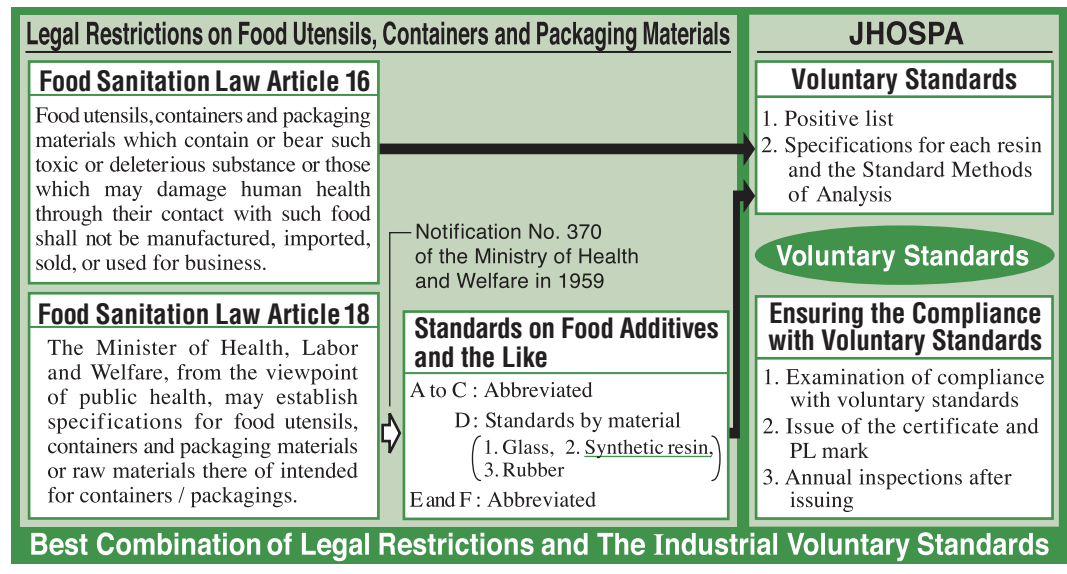 Legal Restrictions on Food Utensils, Containers and Packaging Materials
Food Sanitation Law Article 16
Food utensils, containers and packaging
materials which contain or bear such
toxic or deleterious substance or those
which may damage human health
through their contact with such food
shall not be manufactured, imported,
sold, or used for business.
Food Sanitation Law Article 18
The Minister of Health, Labor
and Welfare, from the viewpoint
of public health, may establish
specifications for food utensils,
containers and packaging materials
or raw materials there of intended
for containers / packagings.
Notification No. 370
of the Ministry of Health
and Welfare in 1959
Standards on Food Additives
and the Like
A to C : Abbreviated
D: Standards by material
(1. Glass, 2. Synthetic resin,
3. Rubber)
E and F : Abbreviated
JHOSPA
Voluntary Standards
1. Positive list
2. Specifications for each resin
and the Standard Methods
of Analysis
Voluntary Standards
Ensuring the Compliance
with Voluntary Standards
1. Examination of compliance
with voluntary standards
2. Issue of the certificate and
PL mark
3. Annual inspections after
issuing
Best Combination of Legal Restrictions and The Industrial Voluntary Standards